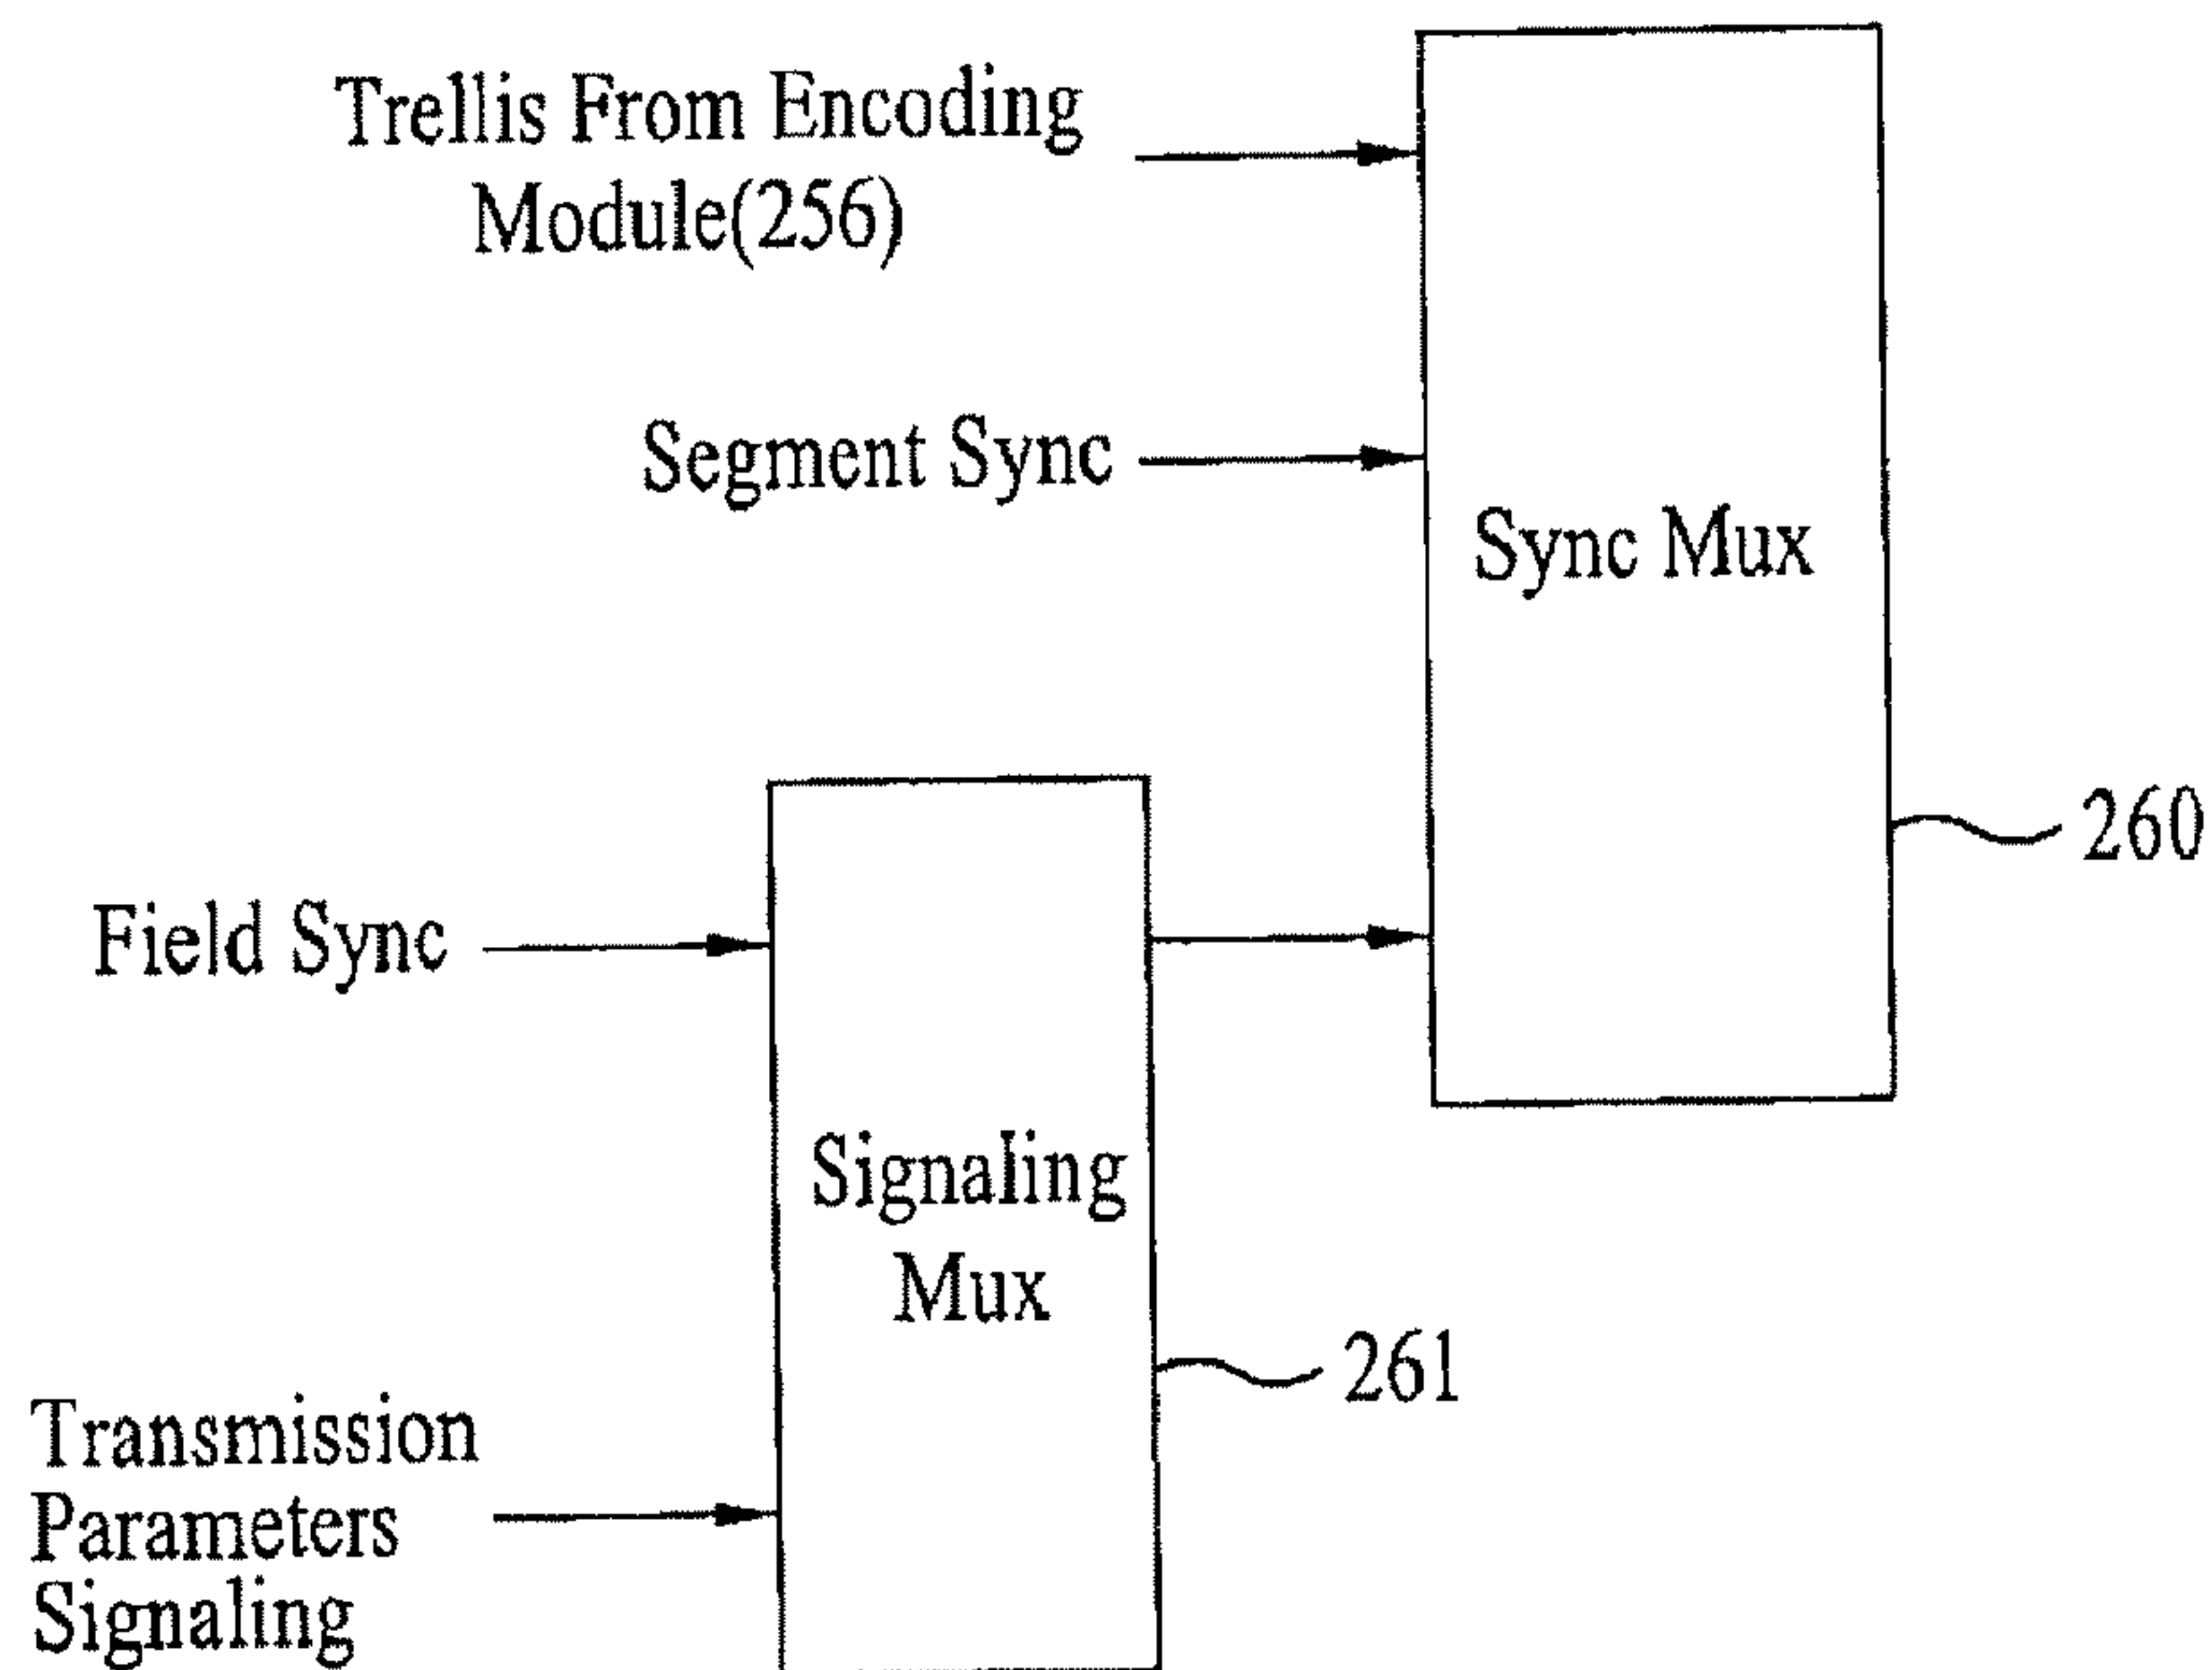 Trellis From Encoding
Module(256)
Segment Sync
Sync Mux
260
Field Sync
Signaling
Mux
261
Transmission
Parameters
Signaling